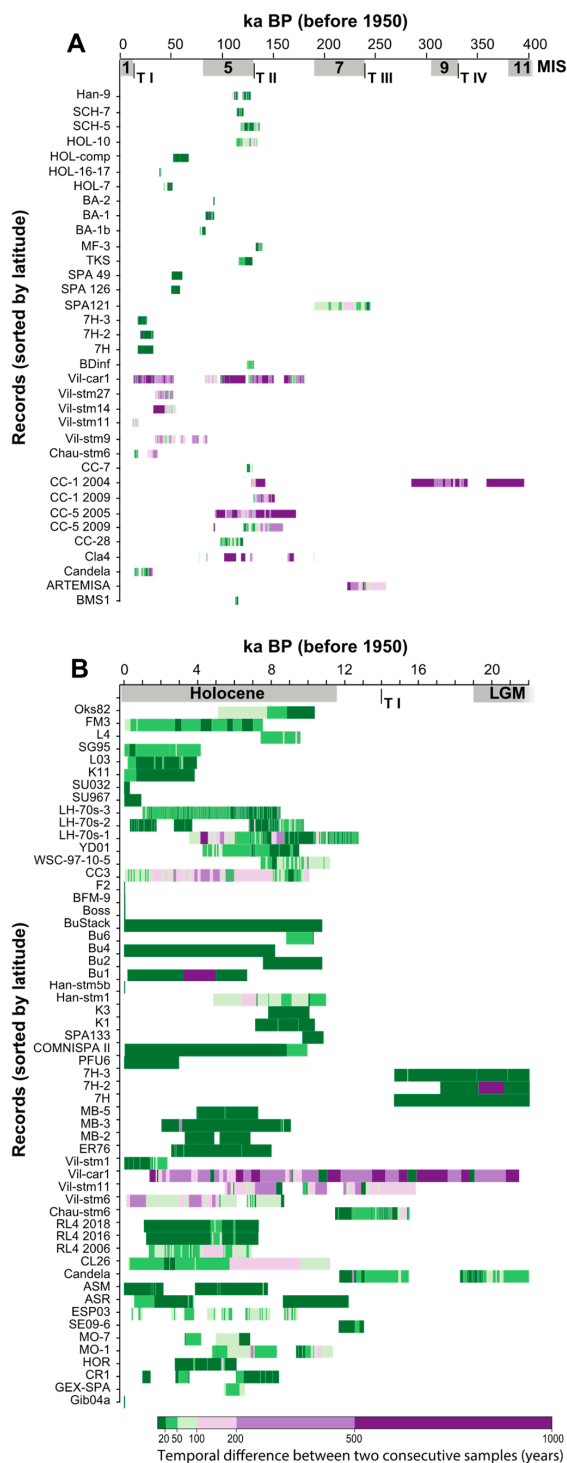 ka BP (before 1950)
A
0 50 100 150 200 250 300 350 400
1 5 7 9 11 MIS
T I T II T III T IV
Records (sorted by latitude)
Han-9
SCH-7
SCH-5
HOL-10
HOL-comp
HOL-16-17
HOL-7
BA-2
BA-1
BA-1b
MF-3
TKS
SPA 49
SPA 126
SPA121
7H-3
7H-2
7H
BDinf
Vil-car1
Vil-stm27
Vil-stm14
Vil-stm11
Vil-stm9
Chau-stm6
CC-7
CC-1 2004
CC-1 2009
CC-5 2005
CC-5 2009
CC-28
Cla4
Candela
ARTEMISA
BMS1
ka BP (before 1950)
B
0 4 8 12 16 20
Holocene T I LGM
Records (sorted by latitude)
Oks82
FM3
L4
SG95
L03
K11
SU032
SU967
LH-70s-3
LH-70s-2
LH-70s-1
YD01
WSC-97-10-5
CC3
F2
BFM-9
Boss
BuStack
Bu6
Bu4
Bu2
Bu1
Han-stm5b
Han-stm1
K3
K1
SPA133
COMNISPA II
PFU6
7H-3
7H-2
7H
MB-5
MB-3
MB-2
ER76
Vil-stm1
Vil-car1
Vil-stm11
Vil-stm6
Chau-stm6
RL4 2018
RL4 2016
RL4 2006
CL26
Candela
ASM
ASR
ESP03
SE09-6
MO-7
MO-1
HOR
CR1
GEX-SPA
Gib04a
20 50 100 200 500 1000
Temporal difference between two consecutive samples (years)